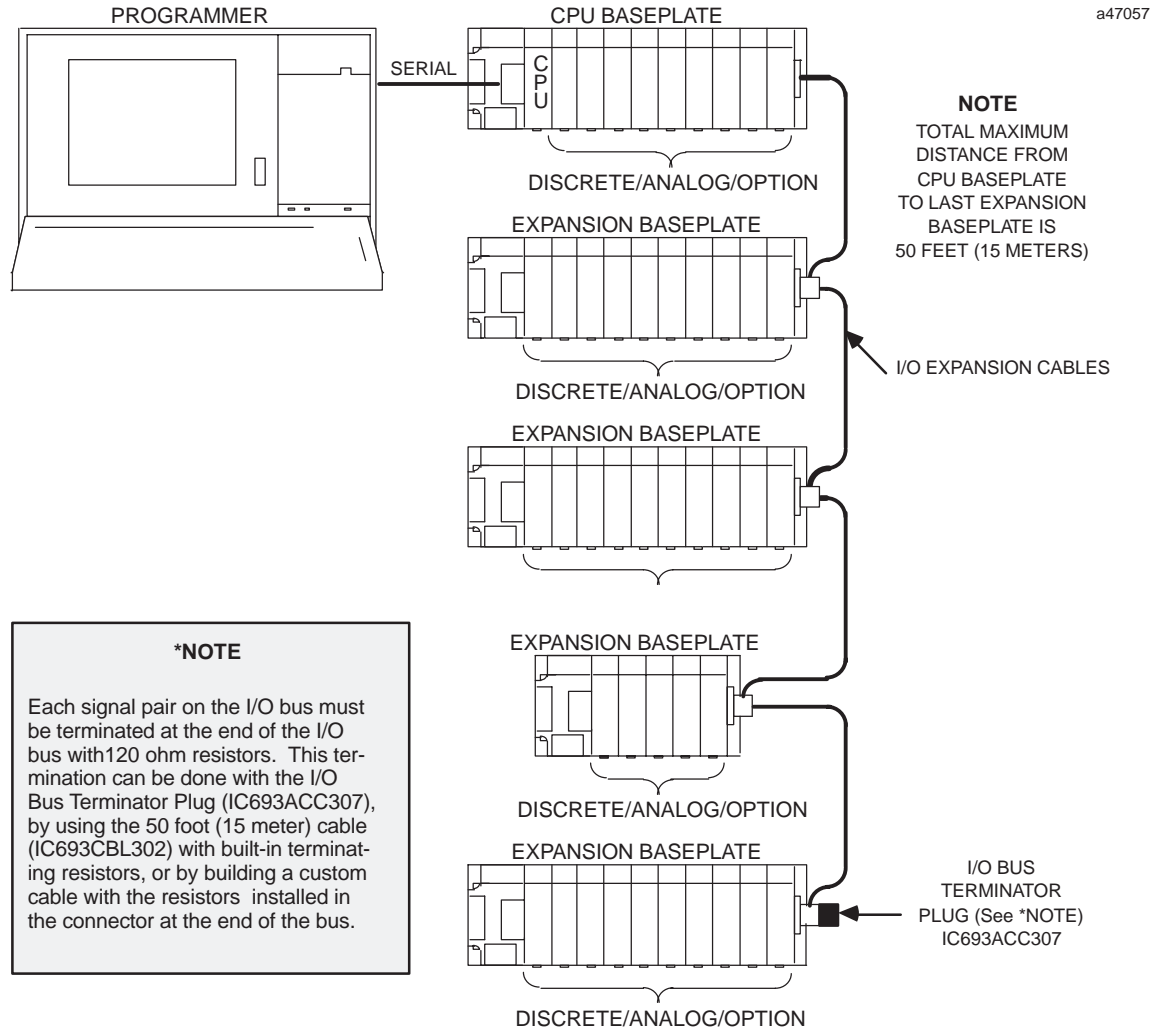 PROGRAMMER
CPU BASEPLATE
a47057
SERIAL
C
P
U
DISCRETE/ANALOG/OPTION
NOTE
TOTAL MAXIMUM
DISTANCE FROM
CPU BASEPLATE
TO LAST EXPANSION
BASEPLATE IS
50 FEET (15 METERS)
EXPANSION BASEPLATE
DISCRETE/ANALOG/OPTION
I/O EXPANSION CABLES
EXPANSION BASEPLATE
*NOTE
Each signal pair on the I/O bus must
be terminated at the end of the I/O
bus with120 ohm resistors. This ter-
mination can be done with the I/O
Bus Terminator Plug (IC693ACC307),
by using the 50 foot (15 meter) cable
(IC693CBL302) with built-in terminat-
ing resistors, or by building a custom
cable with the resistors installed in
the connector at the end of the bus.
EXPANSION BASEPLATE
DISCRETE/ANALOG/OPTION
EXPANSION BASEPLATE
I/O BUS
TERMINATOR
PLUG (See *NOTE)
IC693ACC307
DISCRETE/ANALOG/OPTION